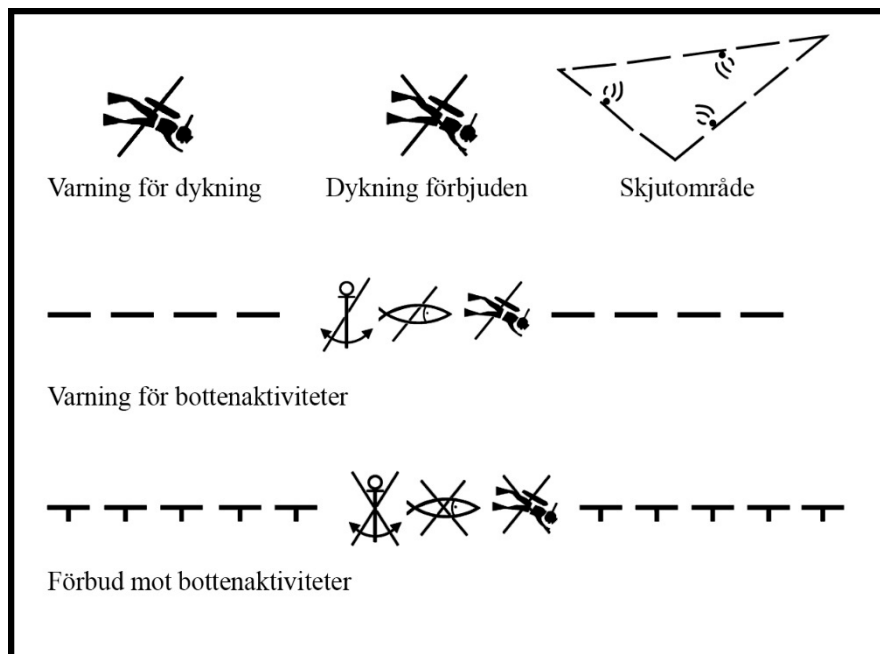 Varning för dykning
Dykning förbjuden
Skjutområde
Varning för bottenaktiviteter
Förbud mot bottenaktiviteter